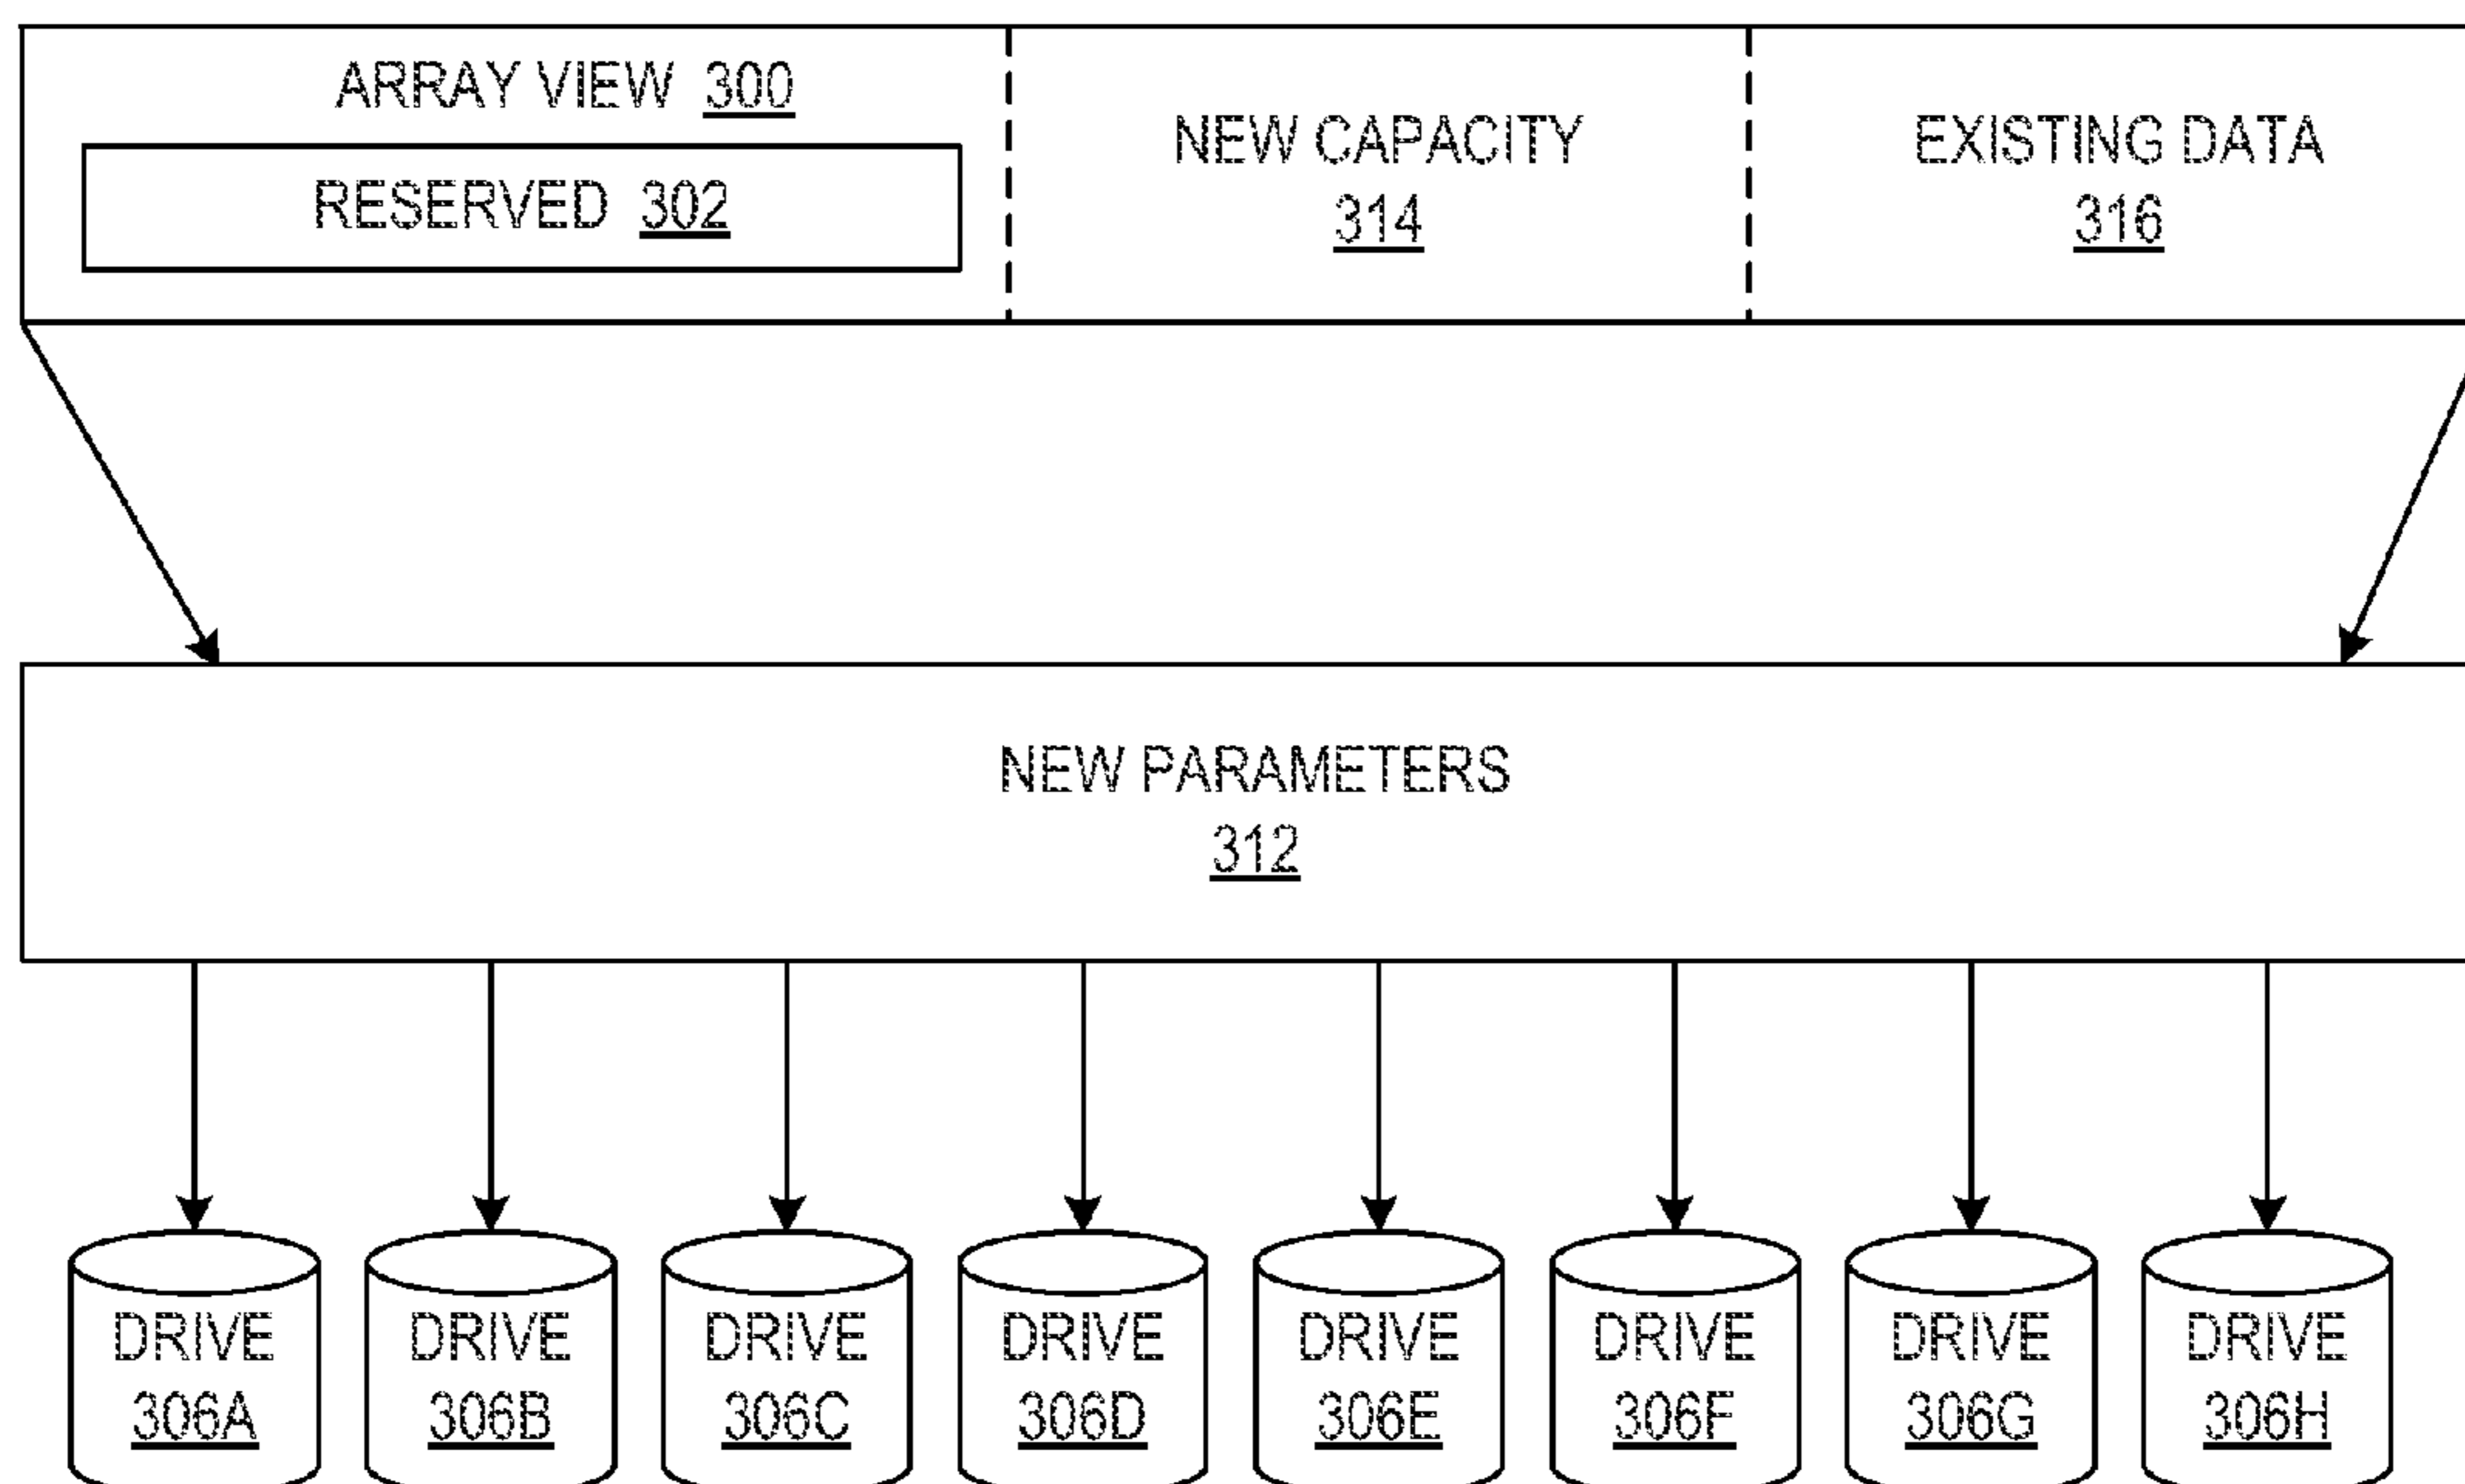 ARRAY VIEW 300
RESERVED 302
NEW CAPACITY
314
EXISTING DATA
316
NEW PARAMETERS
312
DRIVE
306A
DRIVE
306B
DRIVE
306C
DRIVE
306D
DRIVE
306E
DRIVE
306F
DRIVE
306G
DRIVE
306H